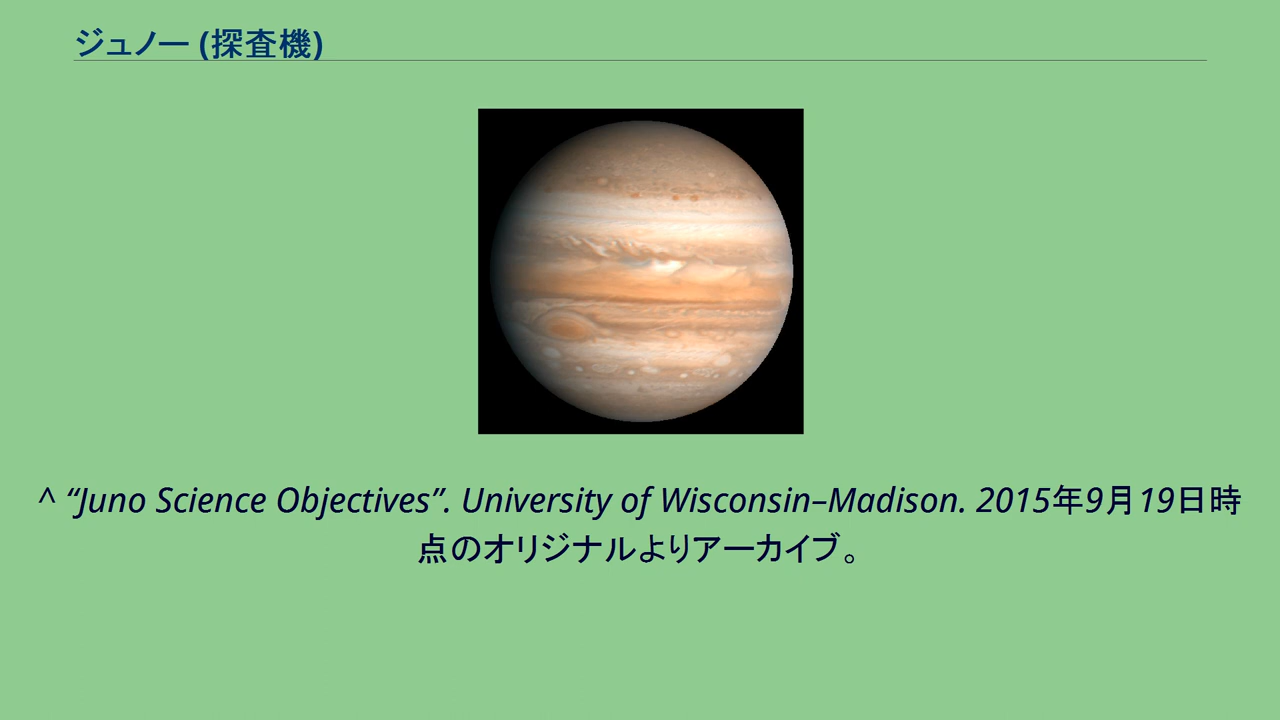 ジュノー (探査機)
^ “Juno Science Objectives”. University of Wisconsin–Madison. 2015年9月19日時
点のオリジナルよりアーカイブ。